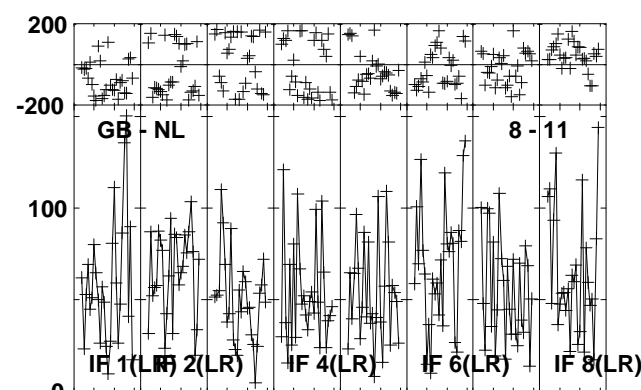 200
-200
GB - NL 8 - 11
100
IF 1(LR) IF 2(LR) IF 4(LR) IF 6(LR) IF 8(LR)
0